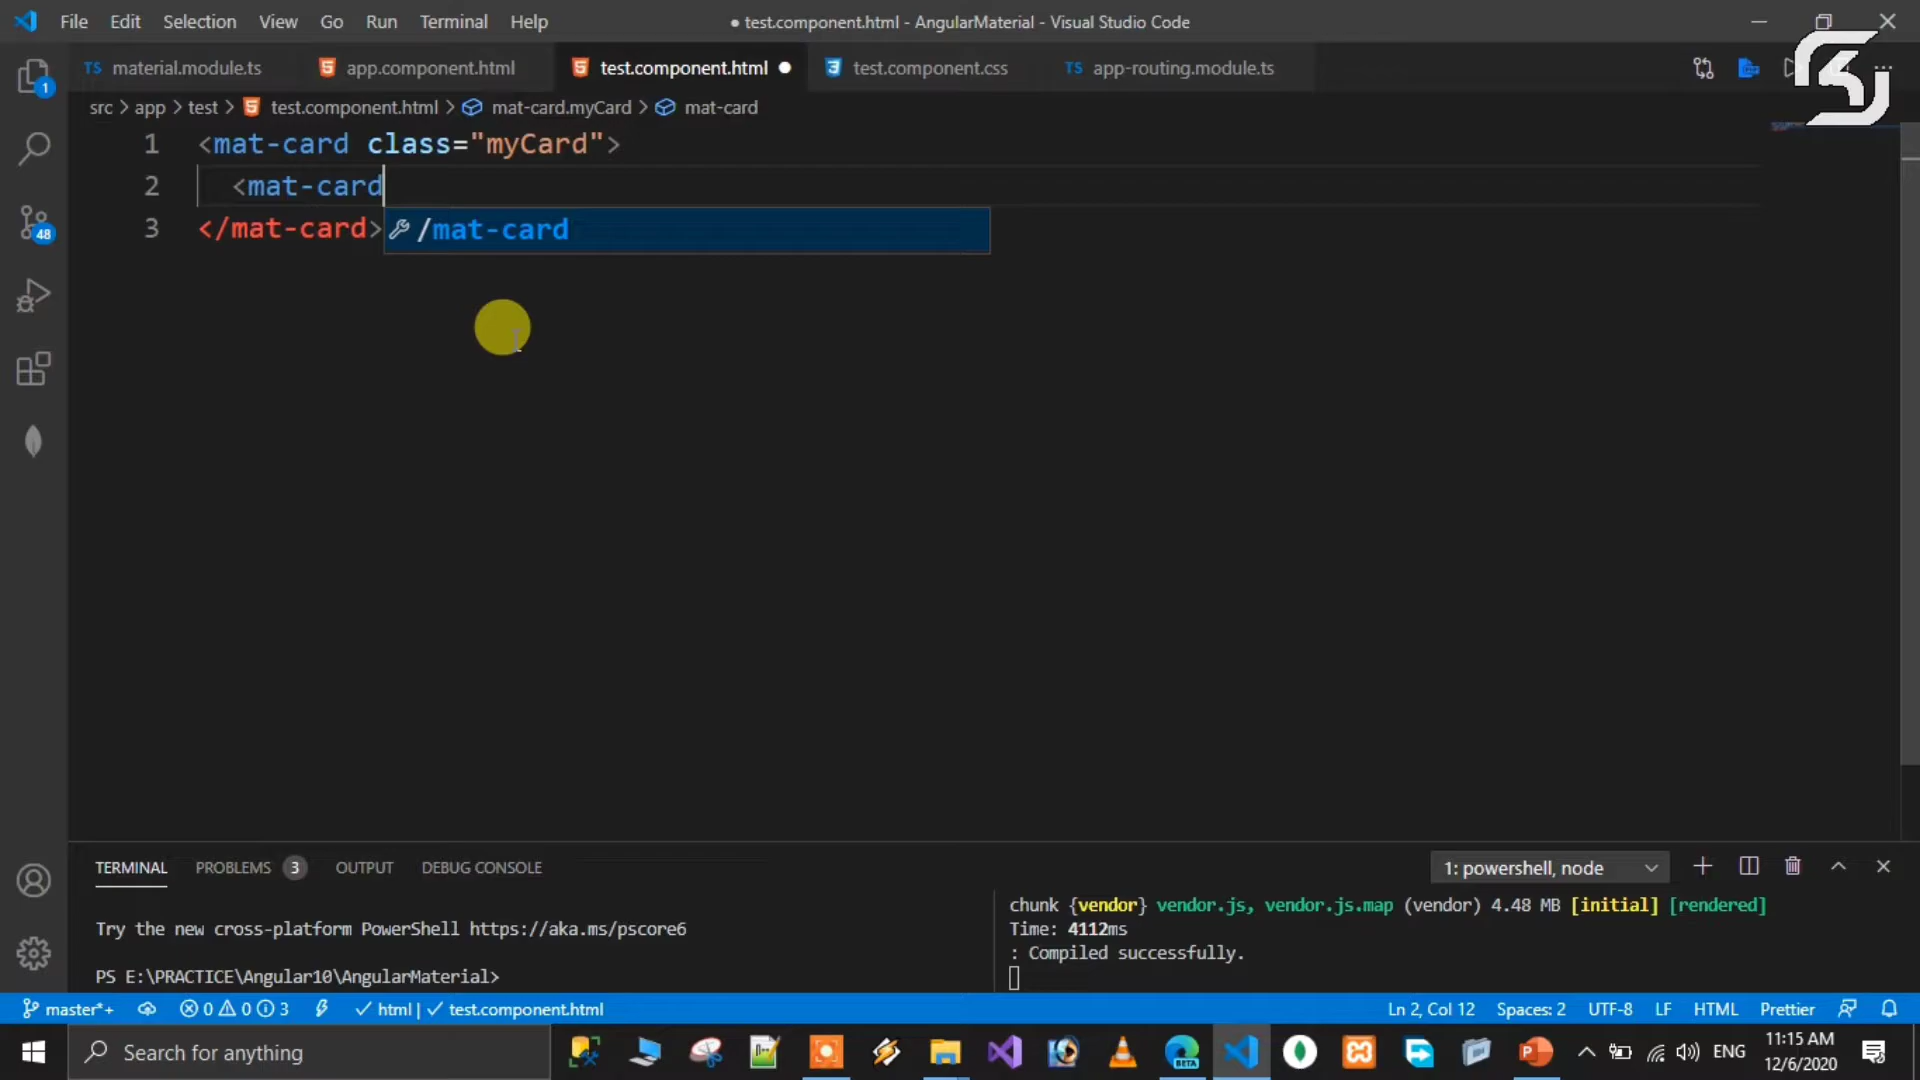 File Edit Selection View Go Run Terminal Help ● test.component.html - AngularMaterial - Visual Studio Code
TS material.module.ts app.component.html test.component.html ● test.component.css TS app-routing.module.ts
src > app > test > test.component.html > mat-card.myCard > mat-card
1 <mat-card class="myCard">
2 <mat-card
3 </mat-card>
/mat-card
1
48
TERMINAL PROBLEMS 3 OUTPUT DEBUG CONSOLE 1: powershell, node
Try the new cross-platform PowerShell https://aka.ms/pscore6
PS E:\PRACTICE\Angular10\AngularMaterial>
chunk {vendor} vendor.js, vendor.js.map (vendor) 4.48 MB [initial] [rendered]
Time: 4112ms
: Compiled successfully.
master*+ 0 0 3 html | test.component.html Ln 2, Col 12 Spaces: 2 UTF-8 LF HTML Prettier
Search for anything ENG 11:15 AM
12/6/2020